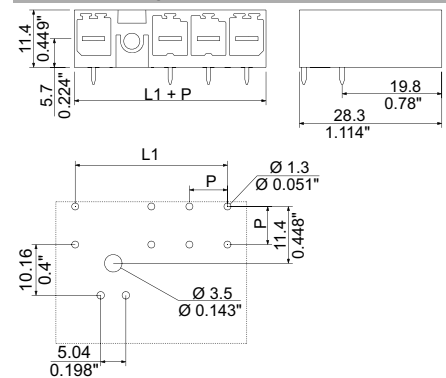 11.4
0.449"
5.7
0.224"
L1 + P
19.8
0.78"
28.3
1.114"
L1
Ø 1.3
Ø 0.051"
P
P
11.4
0.448"
10.16
0.4"
Ø 3.5
Ø 0.143"
5.04
0.198"